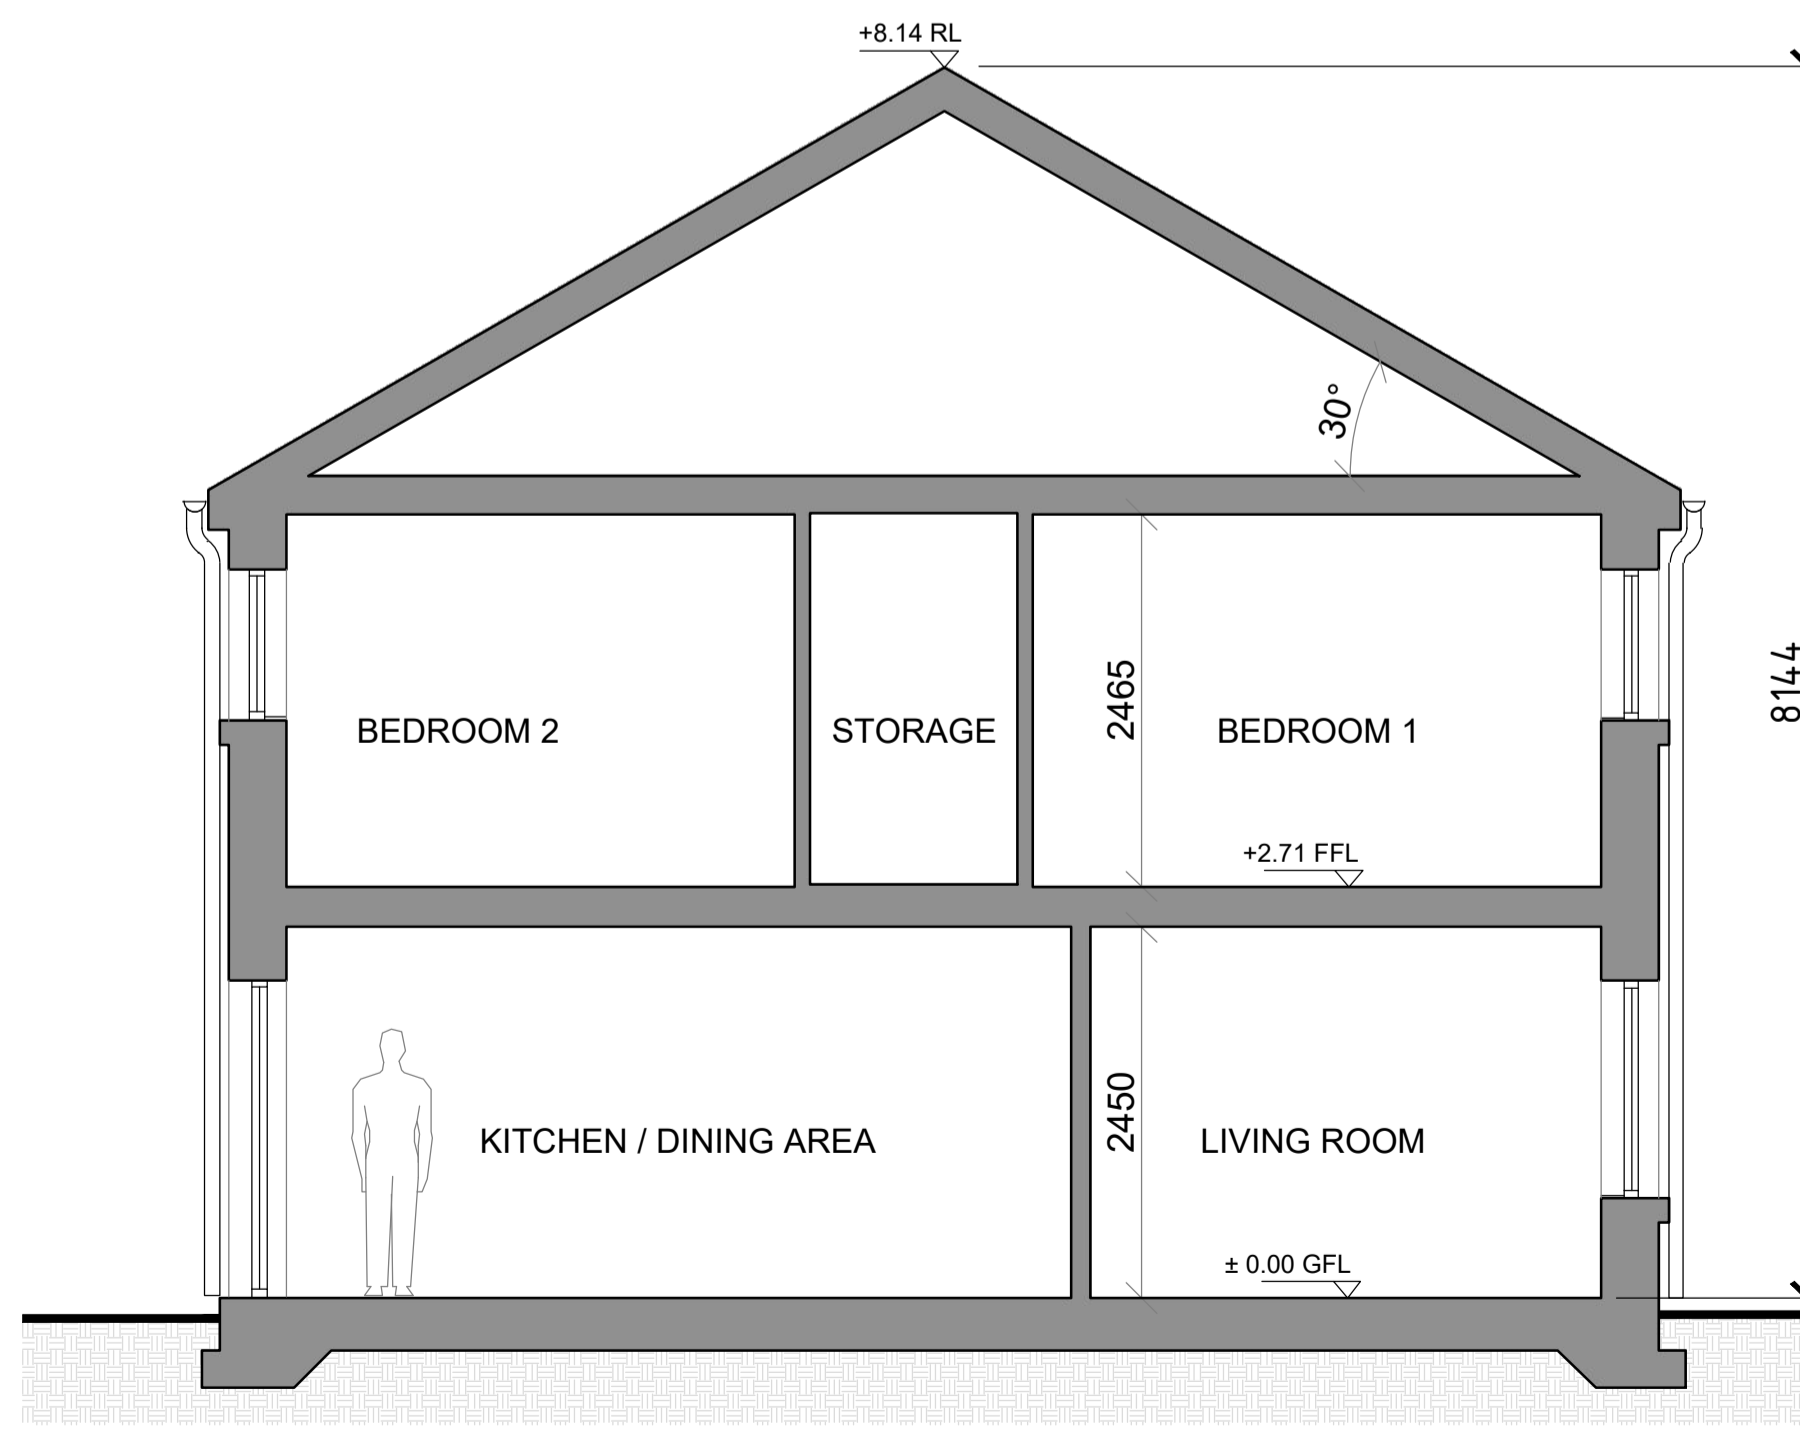 +8.14 RL
30°
8144
2465
BEDROOM 2
STORAGE
BEDROOM 1
+2.71 FFL
2450
KITCHEN / DINING AREA
LIVING ROOM
± 0.00 GFL